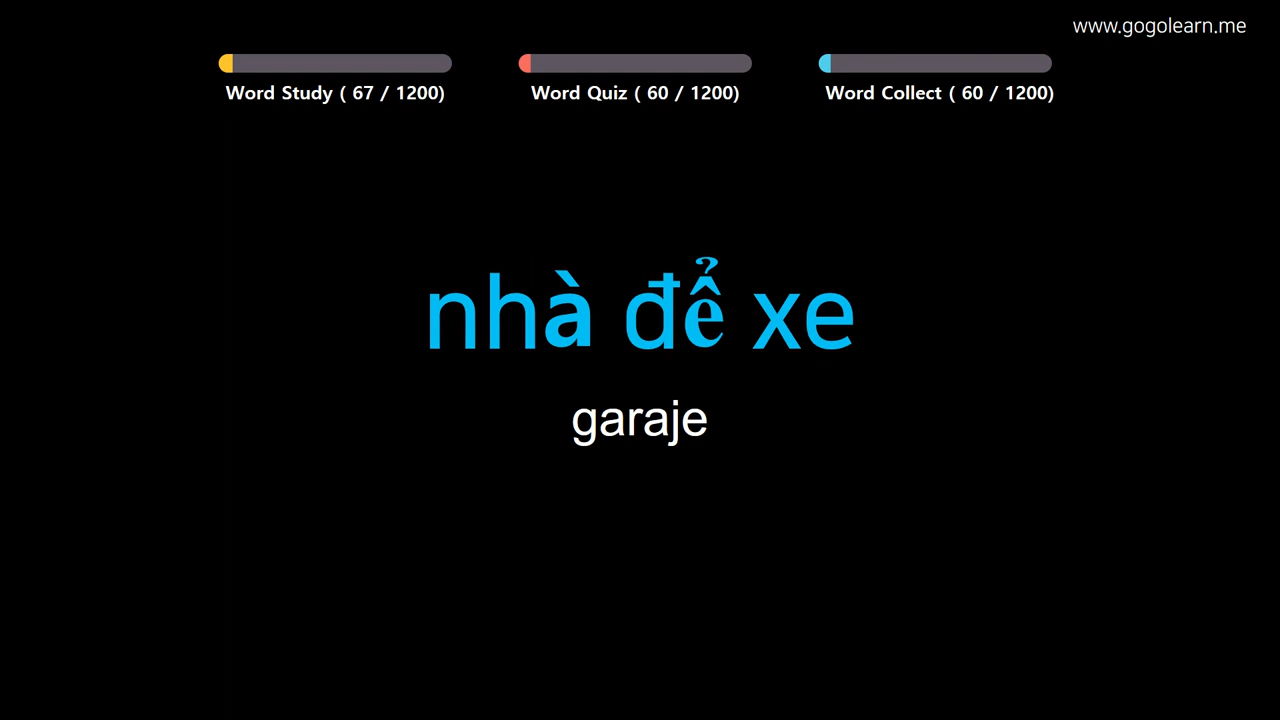 www.gogolearn.me
Word Study ( 67 / 1200)
Word Quiz ( 60 / 1200)
Word Collect ( 60 / 1200)
nhà để xe
garaje